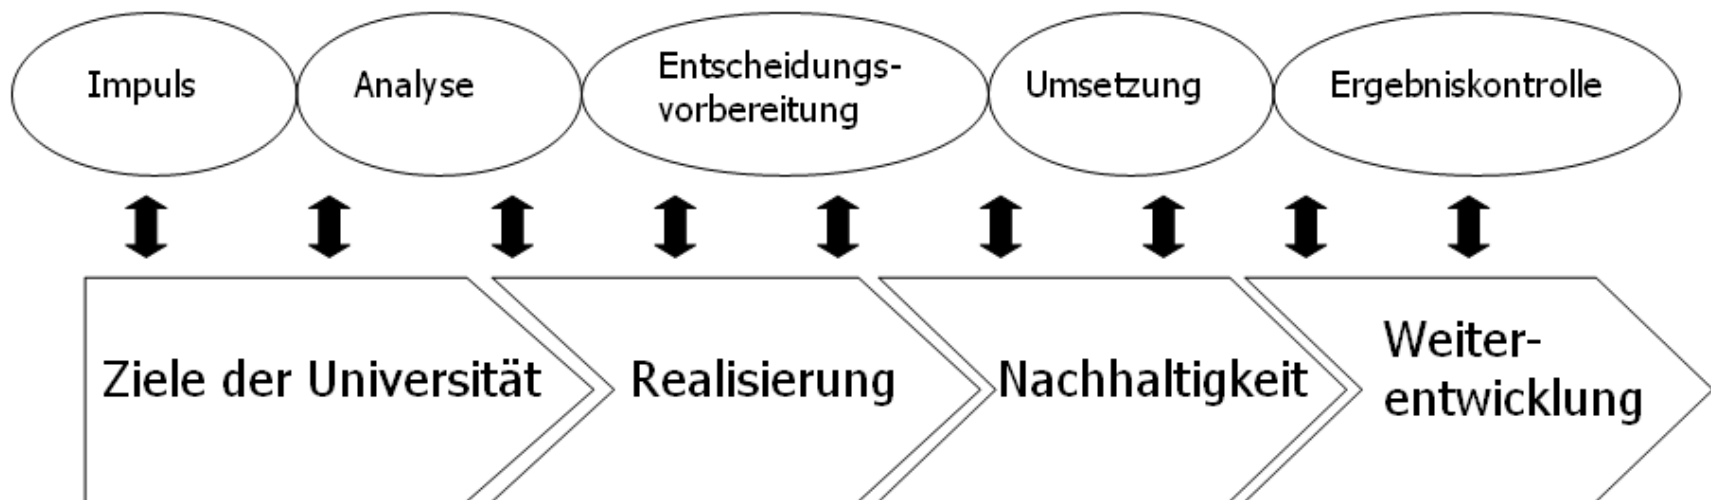 Impuls
Analyse
Entscheidungs-
vorbereitung
Umsetzung
Ergebniskontrolle
Ziele der Universität
Realisierung
Nachhaltigkeit
Weiter-
entwicklung